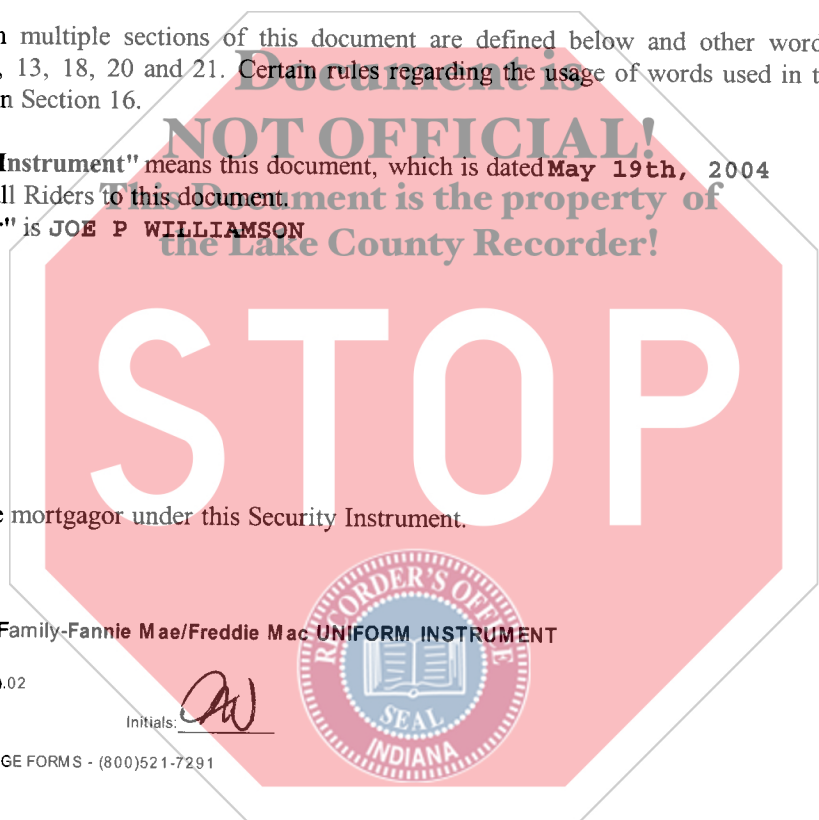 multiple sections of this document are defined below and other
, 13, 18, 20 and 21. Certain rules regarding the usage of words used in
n Section 16.
Document is
NOT OFFICIAL!
This Document is the property of
the Lake County Recorder!
Instrument" means this document, which is dated May 19th, 2004
ll Riders to this document.
" is JOE P WILLIAMSON
STOP
mortgagor under this Security Instrument.
Family-Fannie Mae/Freddie Mac UNIFORM INSTRUMENT
.02
Initials: JW
GE FORMS - (800)521-7291
RECORDER'S OFFICE
SEAL
INDIANA